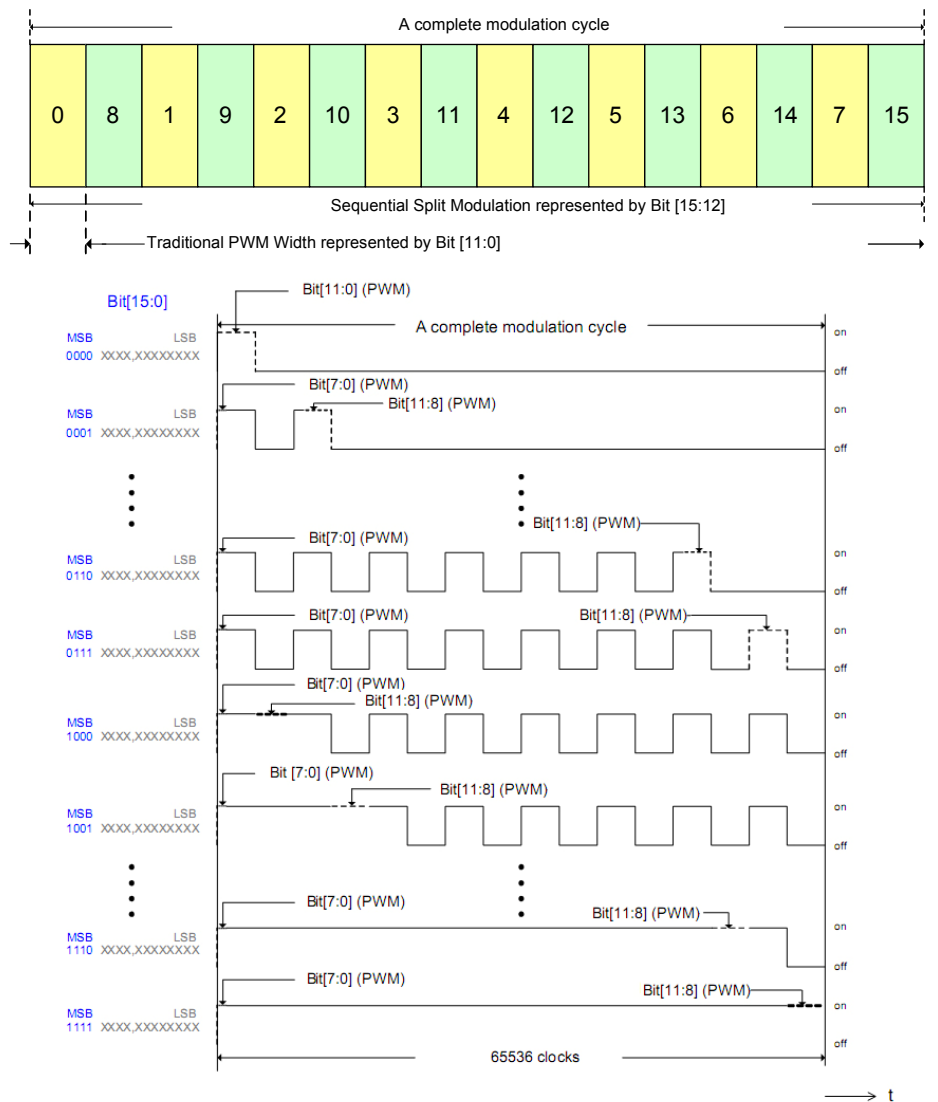 A complete modulation cycle
0 8 1 9 2 10 3 11 4 12 5 13 6 14 7 15
Sequential Split Modulation represented by Bit [15:12]
Traditional PWM Width represented by Bit [11:0]
Bit[15:0]
Bit[11:0] (PWM)
A complete modulation cycle
MSB LSB
0000 XXXX,XXXXXXXX
on
off
Bit[7:0] (PWM)
Bit[11:8] (PWM)
MSB LSB
0001 XXXX,XXXXXXXX
on
off
Bit[11:8] (PWM)
Bit[7:0] (PWM)
MSB LSB
0110 XXXX,XXXXXXXX
on
off
Bit[7:0] (PWM)
Bit[11:8] (PWM)
MSB LSB
0111 XXXX,XXXXXXXX
on
off
Bit[7:0] (PWM)
Bit[11:8] (PWM)
MSB LSB
1000 XXXX,XXXXXXXX
on
off
Bit [7:0] (PWM)
Bit[11:8] (PWM)
MSB LSB
1001 XXXX,XXXXXXXX
on
off
Bit[7:0] (PWM)
Bit[11:8] (PWM)
MSB LSB
1110 XXXX,XXXXXXXX
on
off
Bit[7:0] (PWM)
Bit[11:8] (PWM)
MSB LSB
1111 XXXX,XXXXXXXX
on
off
65536 clocks
t